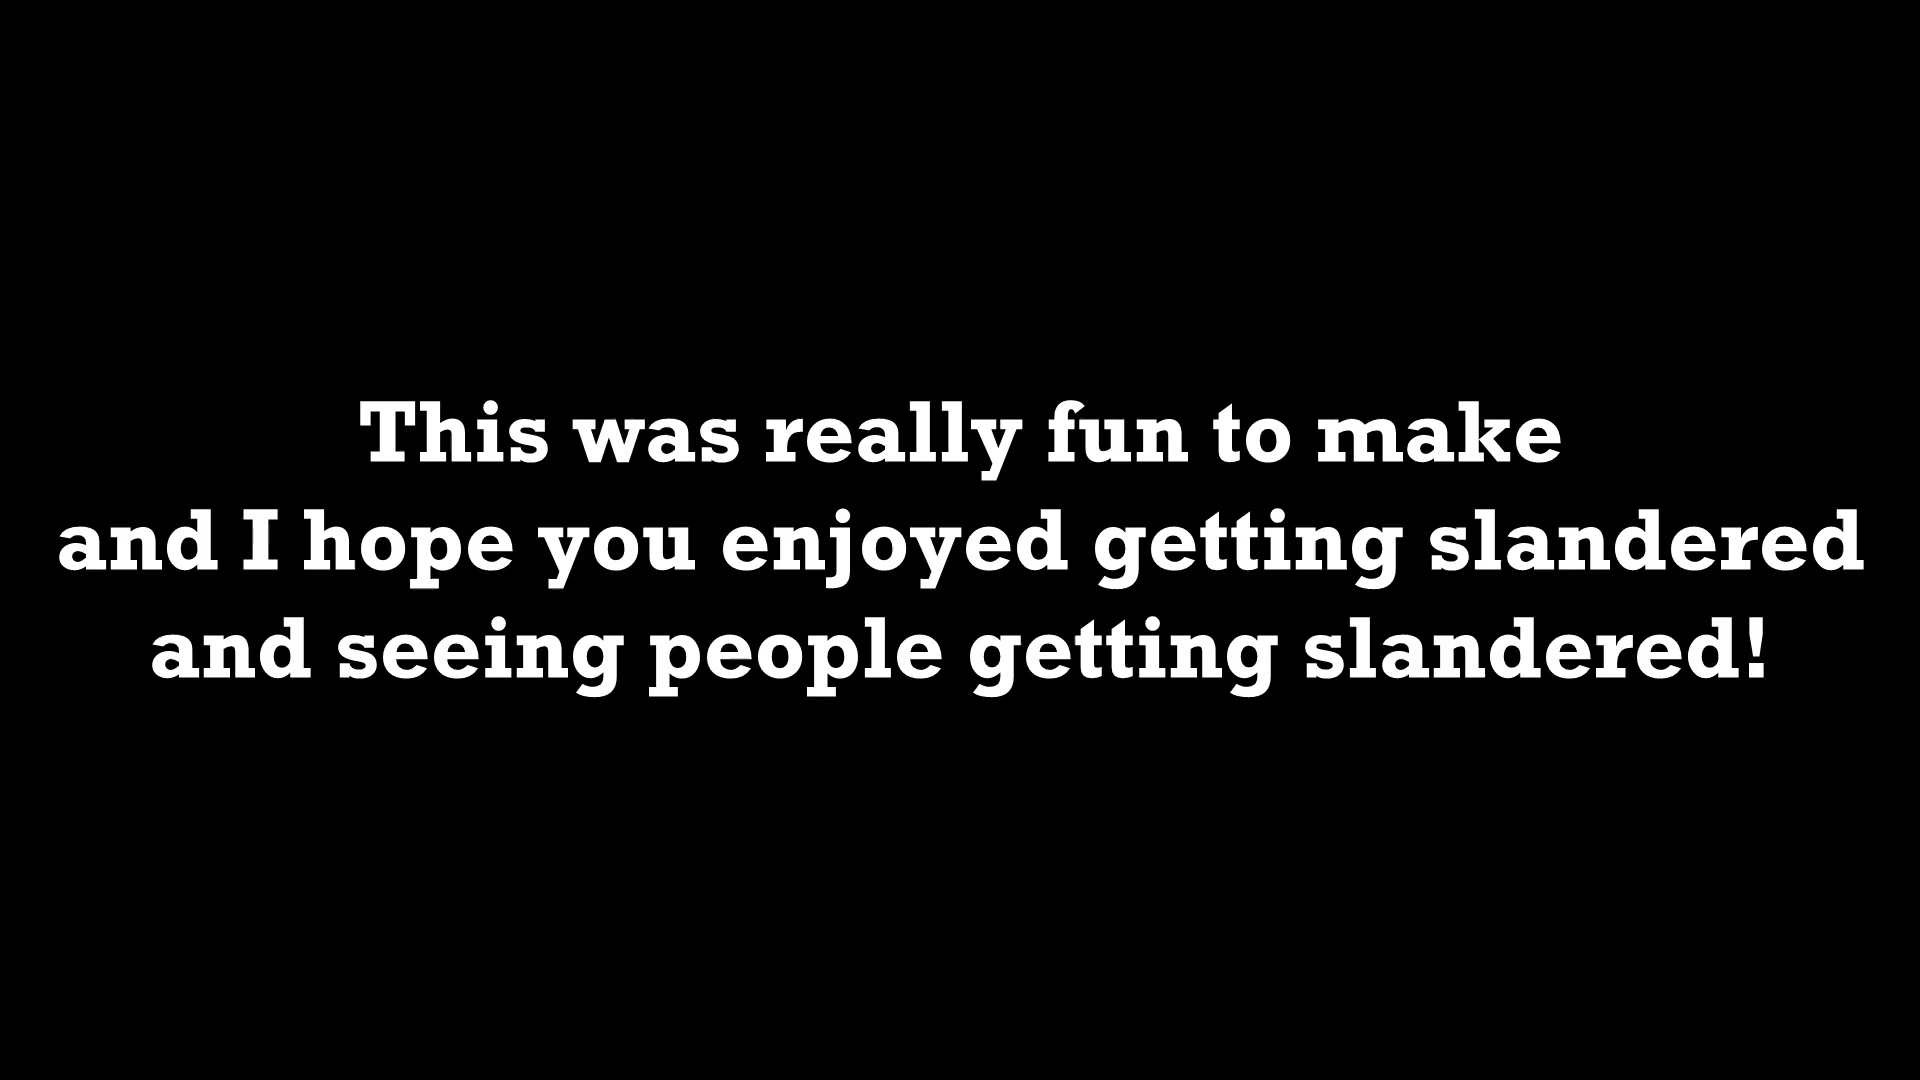 This was really fun to make
and I hope you enjoyed getting slandered
and seeing people getting slandered!